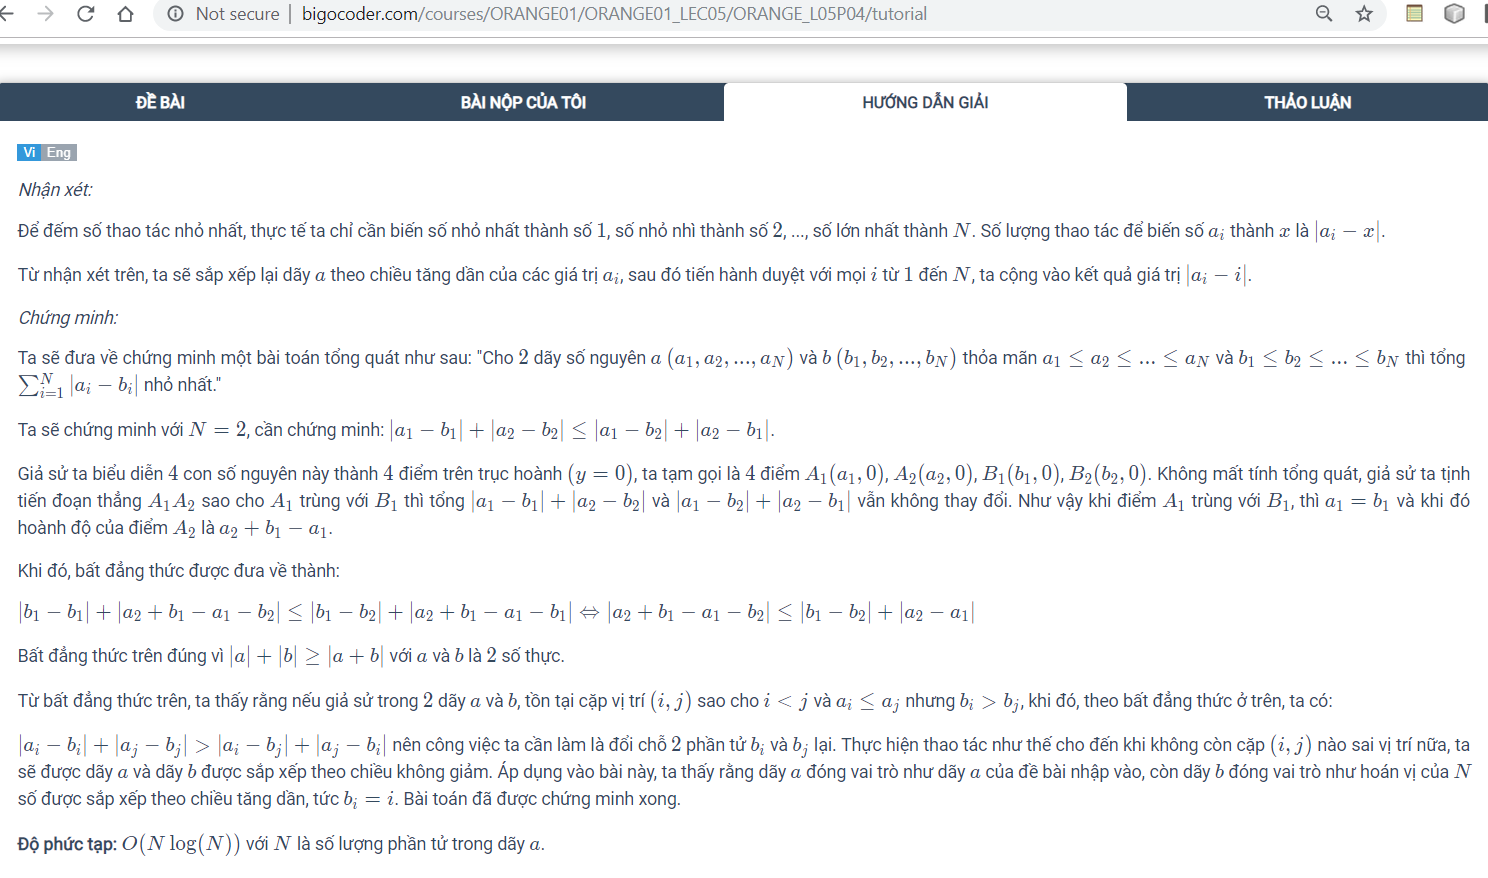 Not secure | bigocoder.com/courses/ORANGE01/ORANGE01_LEC05/ORANGE_L05P04/tutorial
ĐỀ BÀI BÀI NỘP CỦA TÔI HƯỚNG DẪN GIẢI THẢO LUẬN
Vi Eng
Nhận xét:
Để đếm số thao tác nhỏ nhất, thực tế ta chỉ cần biến số nhỏ nhất thành số 1, số nhỏ nhì thành số 2, ..., số lớn nhất thành N. Số lượng thao tác để biến số a_i thành x là |a_i − x|.
Từ nhận xét trên, ta sẽ sắp xếp lại dãy a theo chiều tăng dần của các giá trị a_i, sau đó tiến hành duyệt với mọi i từ 1 đến N, ta cộng vào kết quả giá trị |a_i − i|.
Chứng minh:
Ta sẽ đưa về chứng minh một bài toán tổng quát như sau: "Cho 2 dãy số nguyên a (a_1, a_2, ..., a_N) và b (b_1, b_2, ..., b_N) thỏa mãn a_1 ≤ a_2 ≤ ... ≤ a_N và b_1 ≤ b_2 ≤ ... ≤ b_N thì tổng
∑_{i=1}^{N} |a_i − b_i| nhỏ nhất."
Ta sẽ chứng minh với N = 2, cần chứng minh: |a_1 − b_1| + |a_2 − b_2| ≤ |a_1 − b_2| + |a_2 − b_1|.
Giả sử ta biểu diễn 4 con số nguyên này thành 4 điểm trên trục hoành (y = 0), ta tạm gọi là 4 điểm A_1(a_1, 0), A_2(a_2, 0), B_1(b_1, 0), B_2(b_2, 0). Không mất tính tổng quát, giả sử ta tịnh
tiến đoạn thẳng A_1A_2 sao cho A_1 trùng với B_1 thì tổng |a_1 − b_1| + |a_2 − b_2| và |a_1 − b_2| + |a_2 − b_1| vẫn không thay đổi. Như vậy khi điểm A_1 trùng với B_1, thì a_1 = b_1 và khi đó
hoành độ của điểm A_2 là a_2 + b_1 − a_1.
Khi đó, bất đẳng thức được đưa về thành:
|b_1 − b_1| + |a_2 + b_1 − a_1 − b_2| ≤ |b_1 − b_2| + |a_2 + b_1 − a_1 − b_1| ⇔ |a_2 + b_1 − a_1 − b_2| ≤ |b_1 − b_2| + |a_2 − a_1|
Bất đẳng thức trên đúng vì |a| + |b| ≥ |a + b| với a và b là 2 số thực.
Từ bất đẳng thức trên, ta thấy rằng nếu giả sử trong 2 dãy a và b, tồn tại cặp vị trí (i, j) sao cho i < j và a_i ≤ a_j nhưng b_i > b_j, khi đó, theo bất đẳng thức ở trên, ta có:
|a_i − b_i| + |a_j − b_j| > |a_i − b_j| + |a_j − b_i| nên công việc ta cần làm là đổi chỗ 2 phần tử b_i và b_j lại. Thực hiện thao tác như thế cho đến khi không còn cặp (i, j) nào sai vị trí nữa, ta
sẽ được dãy a và dãy b được sắp xếp theo chiều không giảm. Áp dụng vào bài này, ta thấy rằng dãy a đóng vai trò như dãy a của đề bài nhập vào, còn dãy b đóng vai trò như hoán vị của N
số được sắp xếp theo chiều tăng dần, tức b_i = i. Bài toán đã được chứng minh xong.
Độ phức tạp: O(N log(N)) với N là số lượng phần tử trong dãy a.